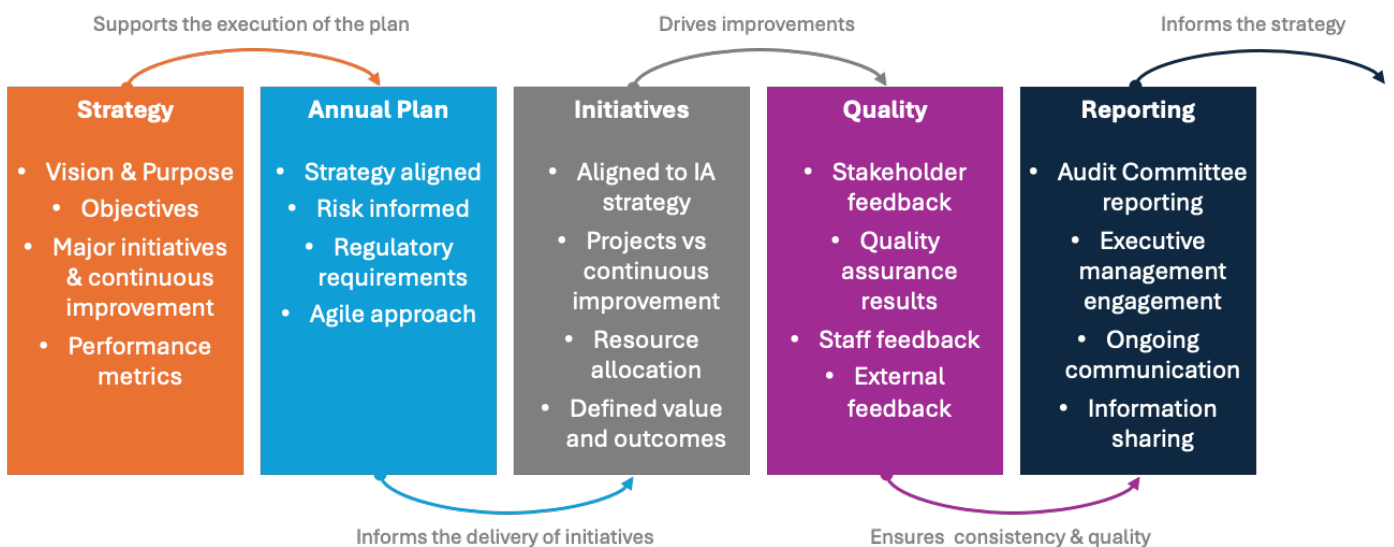 Supports the execution of the plan
Drives improvements
Informs the strategy
Strategy
• Vision & Purpose
• Objectives
• Major initiatives
& continuous
improvement
• Performance
metrics
Annual Plan
• Strategy aligned
• Risk informed
• Regulatory
requirements
• Agile approach
Initiatives
• Aligned to IA
strategy
• Projects vs
continuous
improvement
• Resource
allocation
• Defined value
and outcomes
Quality
• Stakeholder
feedback
• Quality
assurance
results
• Staff feedback
• External
feedback
Reporting
• Audit Committee
reporting
• Executive
management
engagement
• Ongoing
communication
• Information
sharing
Informs the delivery of initiatives
Ensures consistency & quality